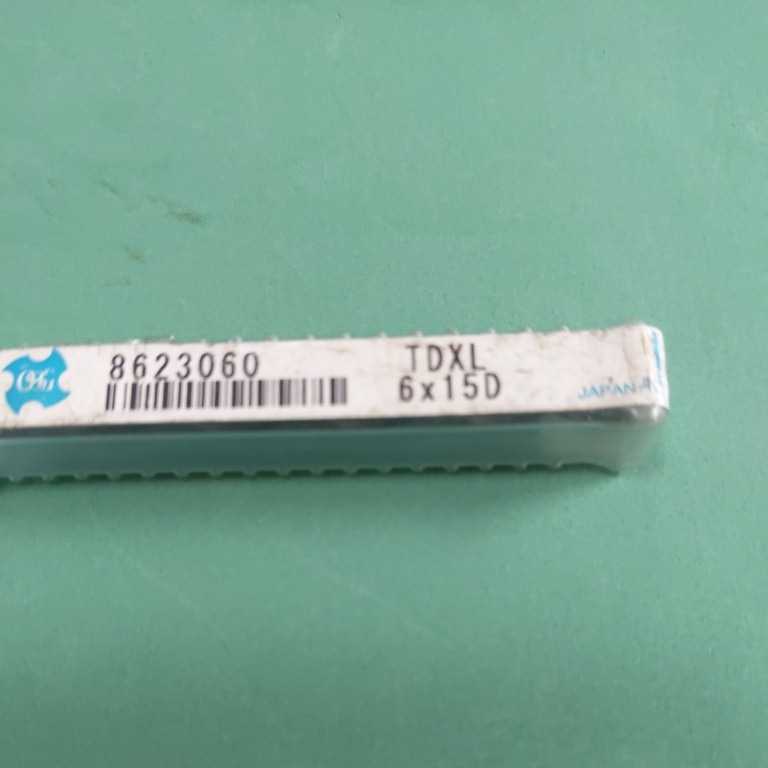 OSG
8623060
TDXL
6x15D
JAPAN